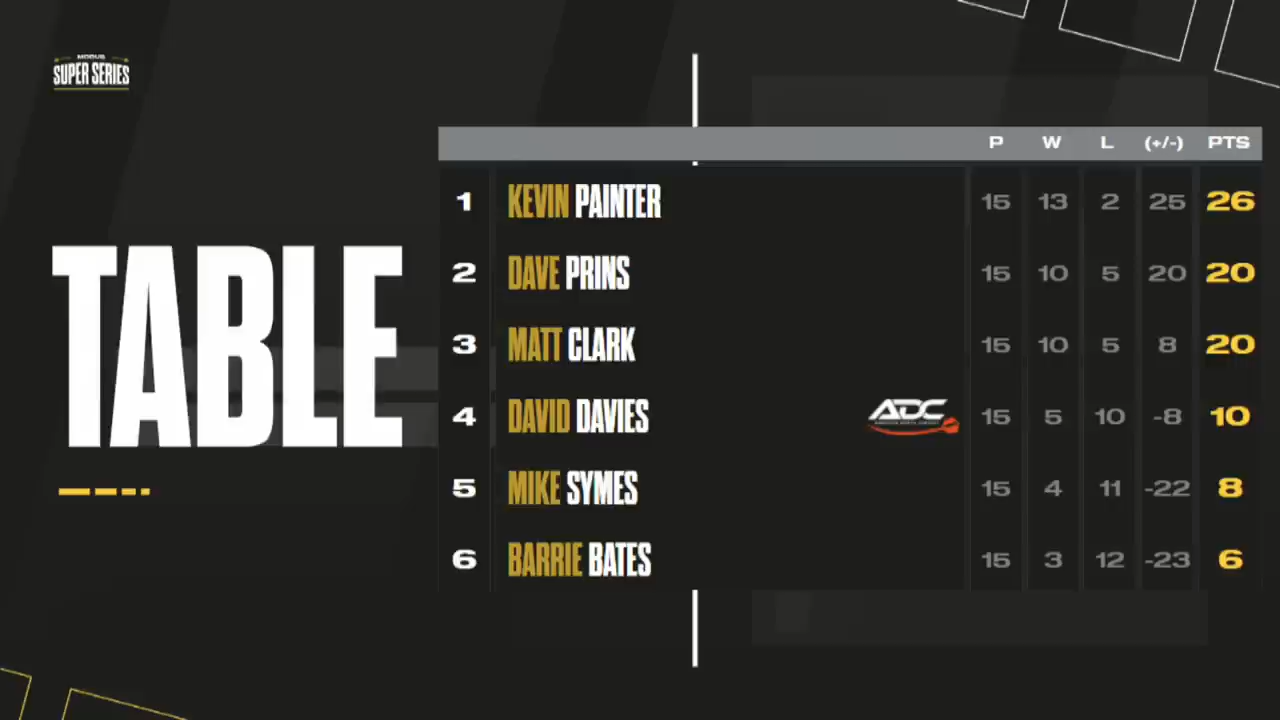 MODUS
SUPER SERIES
TABLE
P W L (+/-) PTS
1 KEVIN PAINTER 15 13 2 25 26
2 DAVE PRINS 15 10 5 20 20
3 MATT CLARK 15 10 5 8 20
4 DAVID DAVIES ADC 15 5 10 -8 10
5 MIKE SYMES 15 4 11 -22 8
6 BARRIE BATES 15 3 12 -23 6